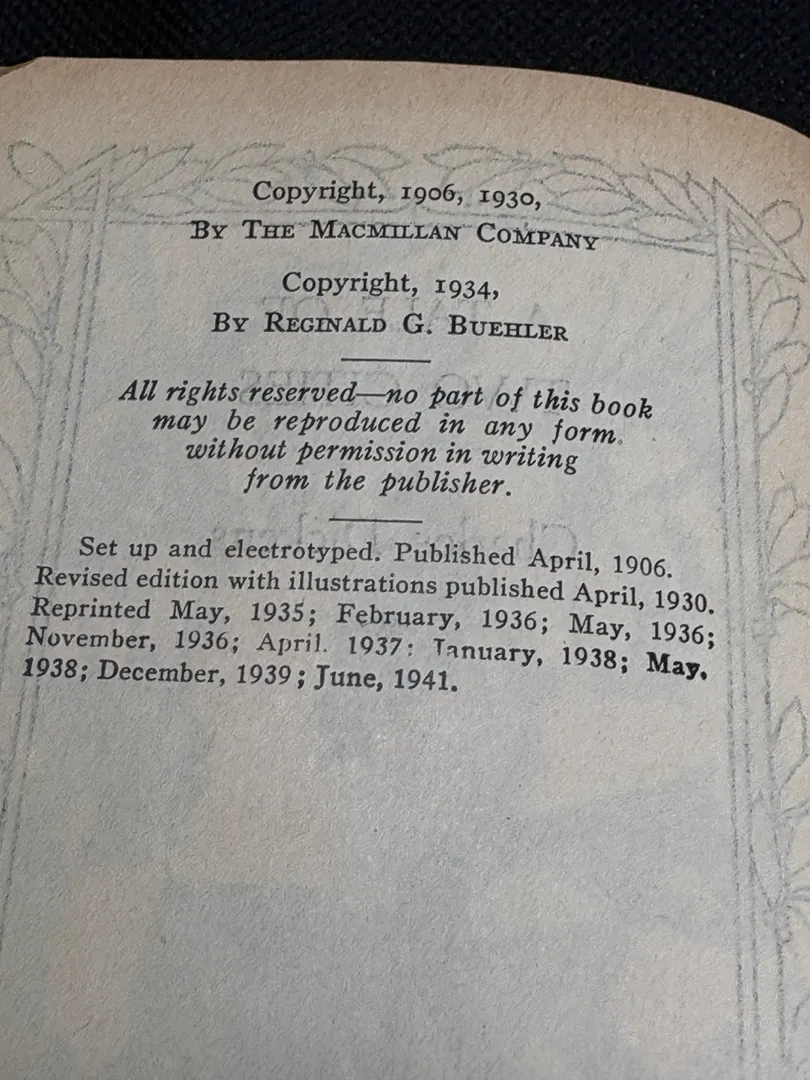 Copyright, 1906, 1930,
By The Macmillan Company
Copyright, 1934,
By Reginald G. Buehler
All rights reserved—no part of this book
may be reproduced in any form
without permission in writing
from the publisher.
Set up and electrotyped. Published April, 1906.
Revised edition with illustrations published April, 1930.
Reprinted May, 1935; February, 1936; May, 1936;
November, 1936; April. 1937; January, 1938; May,
1938; December, 1939; June, 1941.